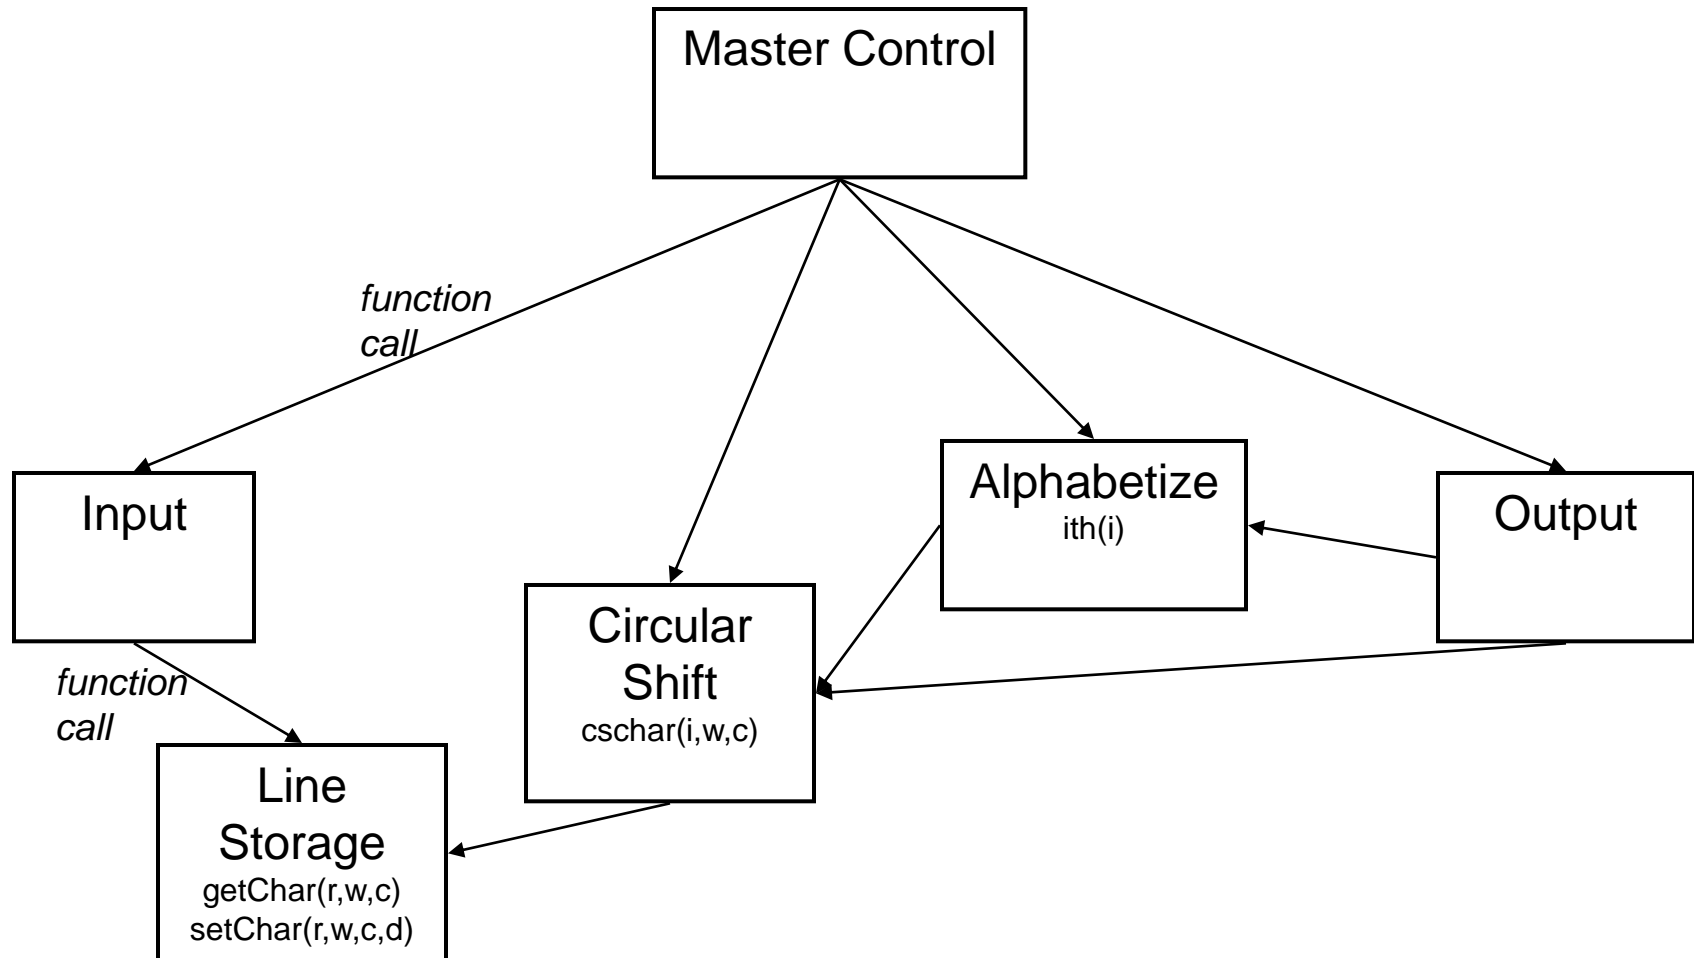 Master Control
function
call
Input
Alphabetize
ith(i)
Output
Circular
Shift
cschar(i,w,c)
function
call
Line
Storage
getChar(r,w,c)
setChar(r,w,c,d)